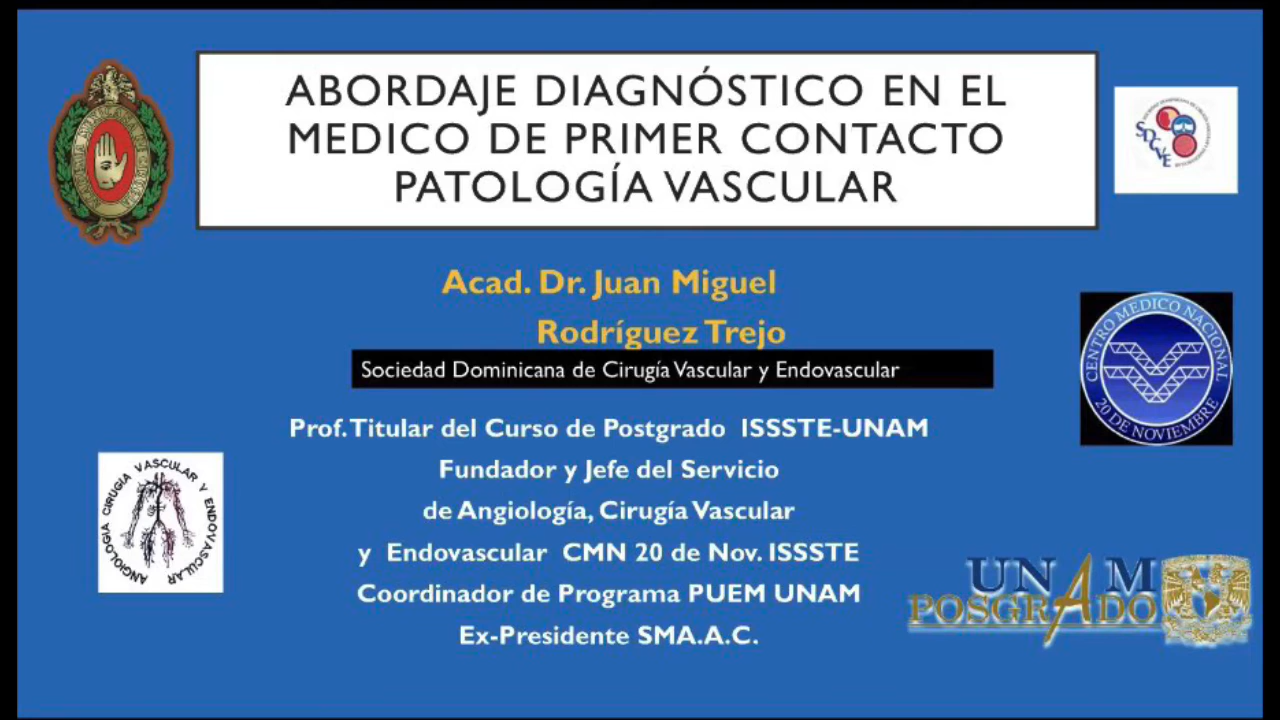 ABORDAJE DIAGNÓSTICO EN EL
MEDICO DE PRIMER CONTACTO
PATOLOGÍA VASCULAR
SDCVE
Acad. Dr. Juan Miguel
Rodríguez Trejo
Sociedad Dominicana de Cirugía Vascular y Endovascular
CENTRO MEDICO NACIONAL
20 DE NOVIEMBRE
Prof. Titular del Curso de Postgrado ISSSTE-UNAM
Fundador y Jefe del Servicio
de Angiología, Cirugía Vascular
y Endovascular CMN 20 de Nov. ISSSTE
Coordinador de Programa PUEM UNAM
Ex-Presidente SMA.A.C.
ANGIOLOGIA CIRUGIA VASCULAR Y ENDOVASCULAR
UNAM
POSGRADO